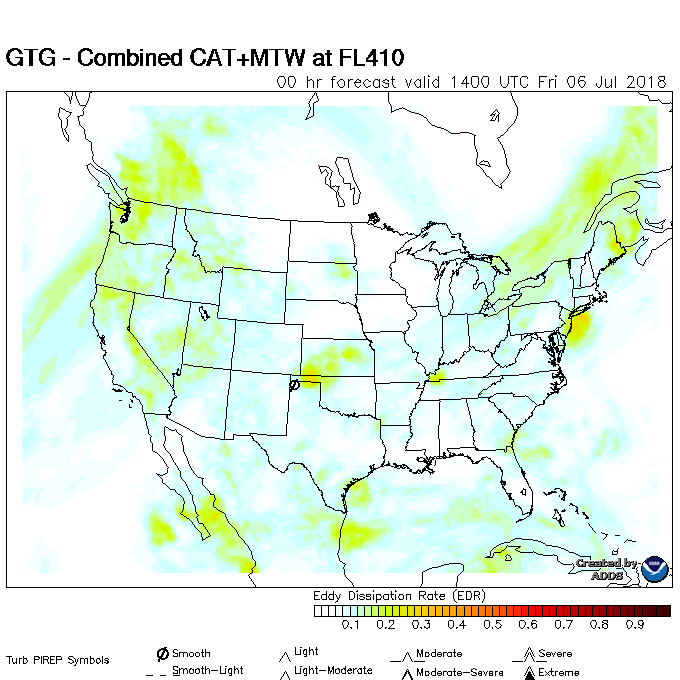 GTG - Combined CAT+MTW at FL410
00 hr forecast valid 1400 UTC Fri 06 Jul 2018
Created by
ADDS
Eddy Dissipation Rate (EDR)
0.1 0.2 0.3 0.4 0.5 0.6 0.7 0.8 0.9
Turb PIREP Symbols
Smooth Light Moderate Severe
Smooth-Light Light-Moderate Moderate-Severe Extreme